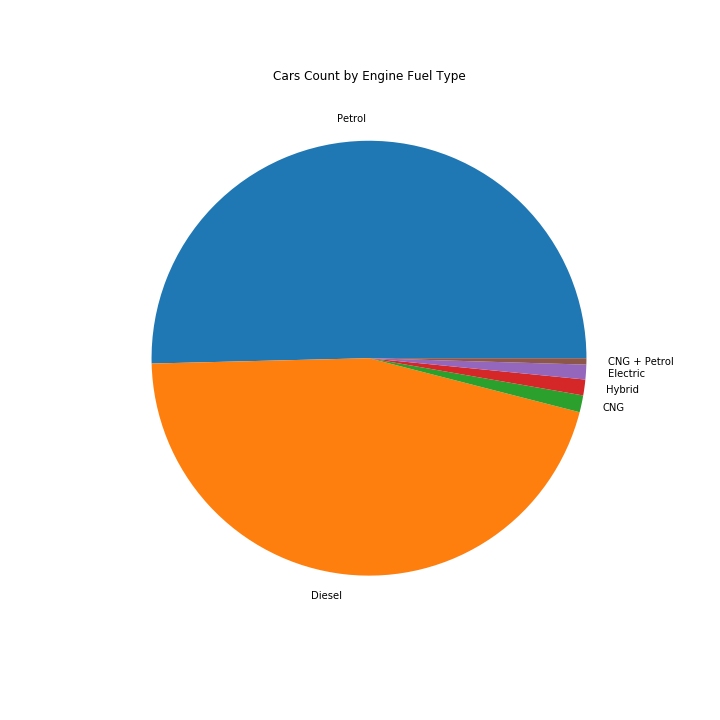 Cars Count by Engine Fuel Type
Petrol
CNG + Petrol
Electric
Hybrid
CNG
Diesel